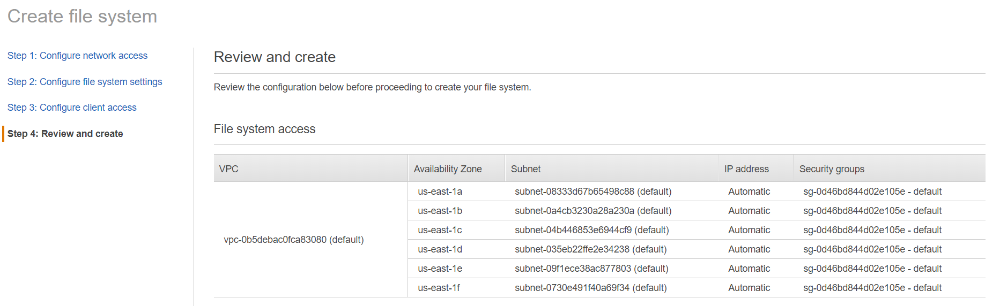 Create file system
Step 1: Configure network access
Step 2: Configure file system settings
Step 3: Configure client access
Step 4: Review and create
Review and create
Review the configuration below before proceeding to create your file system.
File system access
VPC Availability Zone Subnet IP address Security groups
us-east-1a subnet-08333d67b65498c88 (default) Automatic sg-0d46bd844d02e105e - default
us-east-1b subnet-0a4cb3230a28a230a (default) Automatic sg-0d46bd844d02e105e - default
us-east-1c subnet-04b446853e6944cf9 (default) Automatic sg-0d46bd844d02e105e - default
vpc-0b5debac0fca83080 (default)
us-east-1d subnet-035eb22ffe2e34238 (default) Automatic sg-0d46bd844d02e105e - default
us-east-1e subnet-09f1ece38ac877803 (default) Automatic sg-0d46bd844d02e105e - default
us-east-1f subnet-0730e491f40a69f34 (default) Automatic sg-0d46bd844d02e105e - default